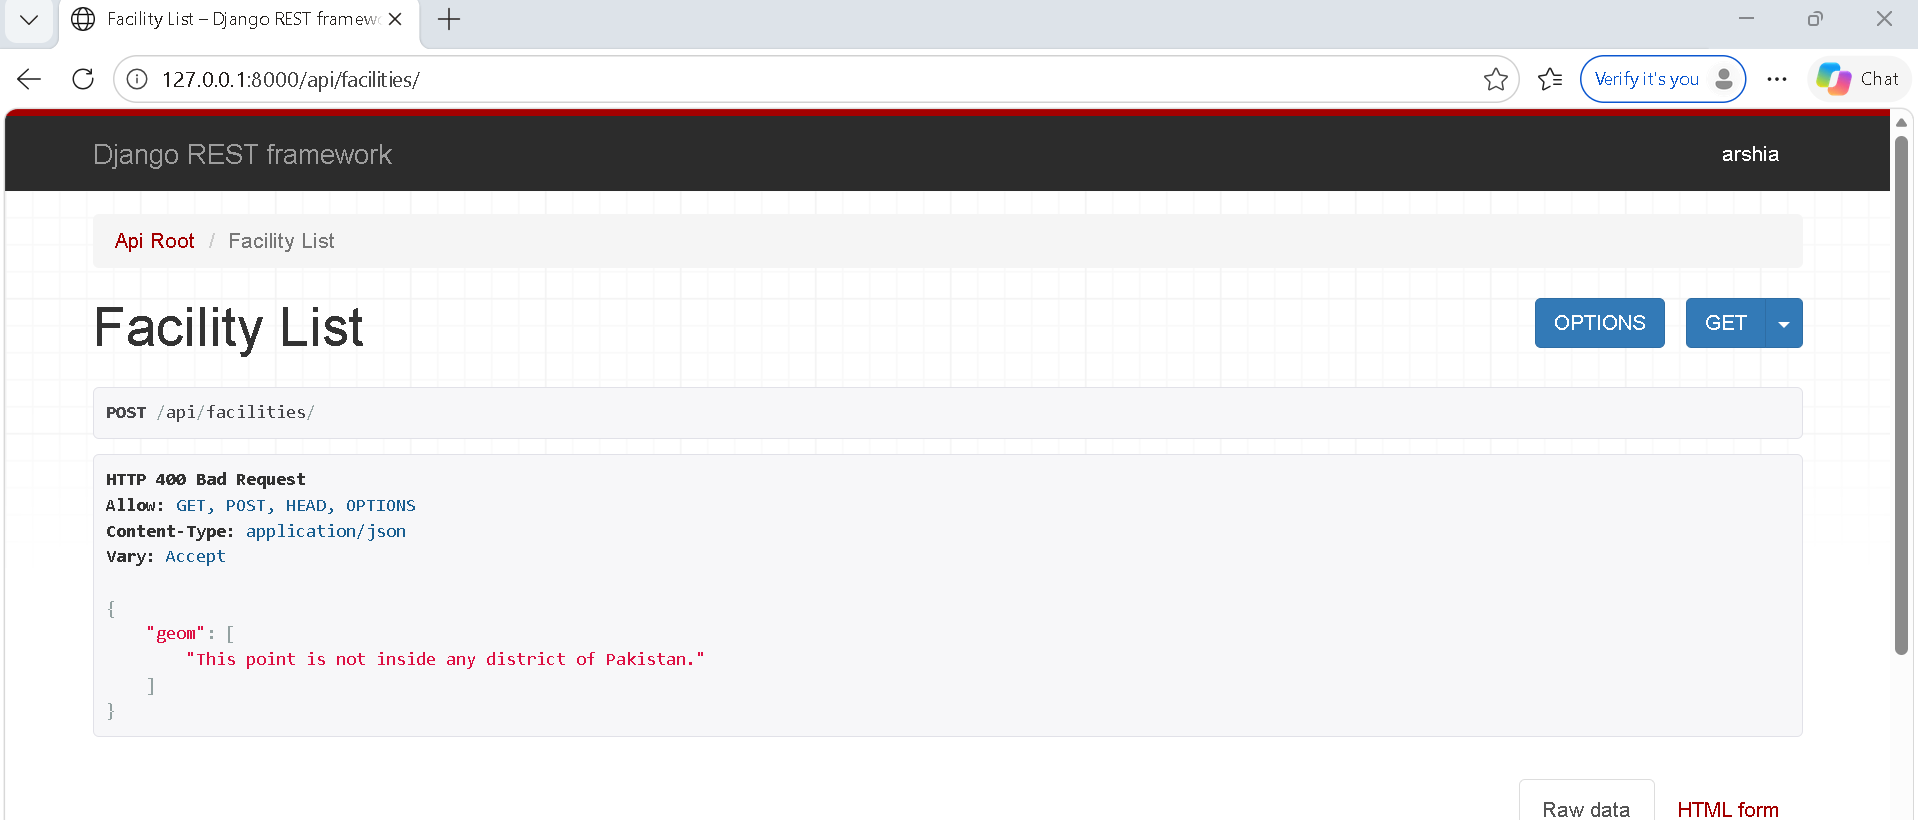 Facility List – Django REST framew
127.0.0.1:8000/api/facilities/
Verify it's you
Chat
Django REST framework
arshia
Api Root / Facility List
Facility List
OPTIONS
GET
POST /api/facilities/
HTTP 400 Bad Request
Allow: GET, POST, HEAD, OPTIONS
Content-Type: application/json
Vary: Accept
{
"geom": [
"This point is not inside any district of Pakistan."
]
}
Raw data
HTML form